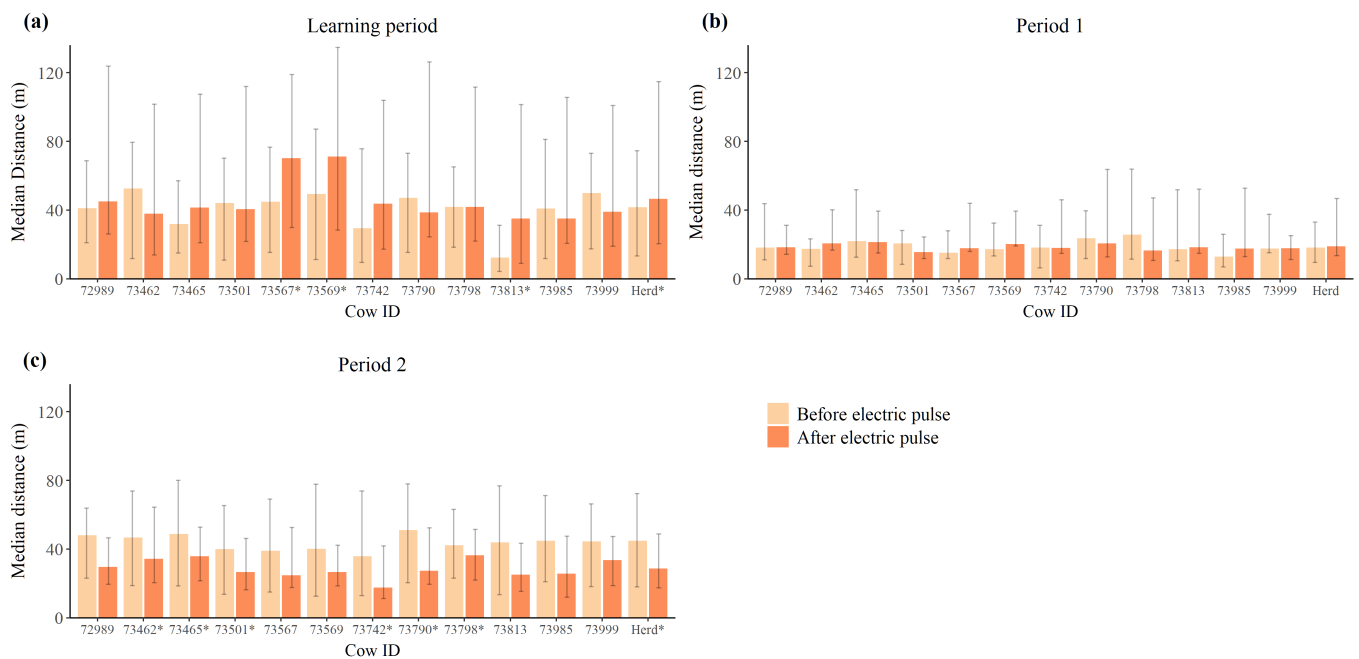 (a)
Learning period
Median Distance (m)
120
80
40
0
72989 73462 73465 73501 73567* 73569* 73742 73790 73798 73813* 73985 73999 Herd*
Cow ID
(b)
Period 1
Median distance (m)
120
80
40
0
72989 73462 73465 73501 73567 73569 73742 73790 73798 73813 73985 73999 Herd
Cow ID
(c)
Period 2
Median distance (m)
120
80
40
0
72989 73462* 73465* 73501* 73567 73569 73742* 73790* 73798* 73813 73985 73999 Herd*
Cow ID
Before electric pulse
After electric pulse